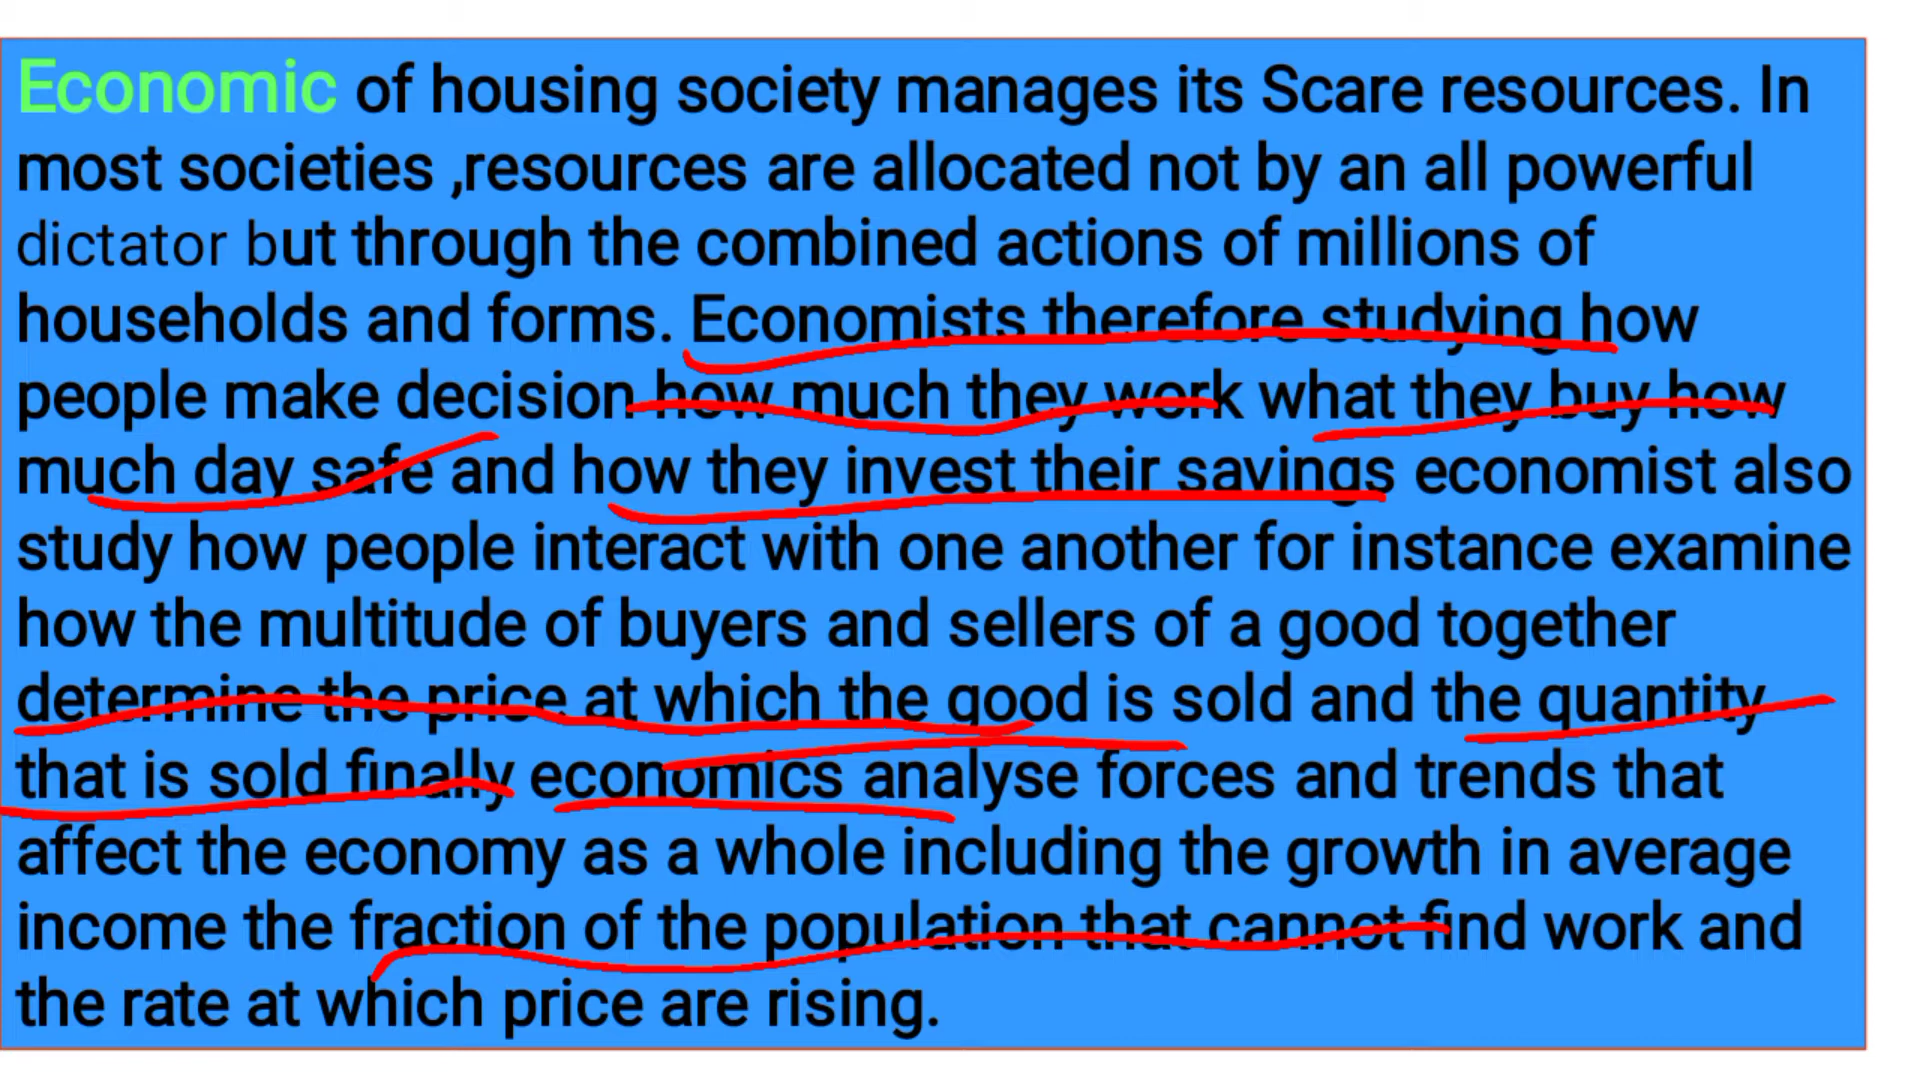 Economic of housing society manages its Scare resources. In
most societies ,resources are allocated not by an all powerful
dictator but through the combined actions of millions of
households and forms. Economists therefore studying how
people make decision how much they work what they buy how
much day safe and how they invest their savings economist also
study how people interact with one another for instance examine
how the multitude of buyers and sellers of a good together
determine the price at which the good is sold and the quantity
that is sold finally economics analyse forces and trends that
affect the economy as a whole including the growth in average
income the fraction of the population that cannot find work and
the rate at which price are rising.